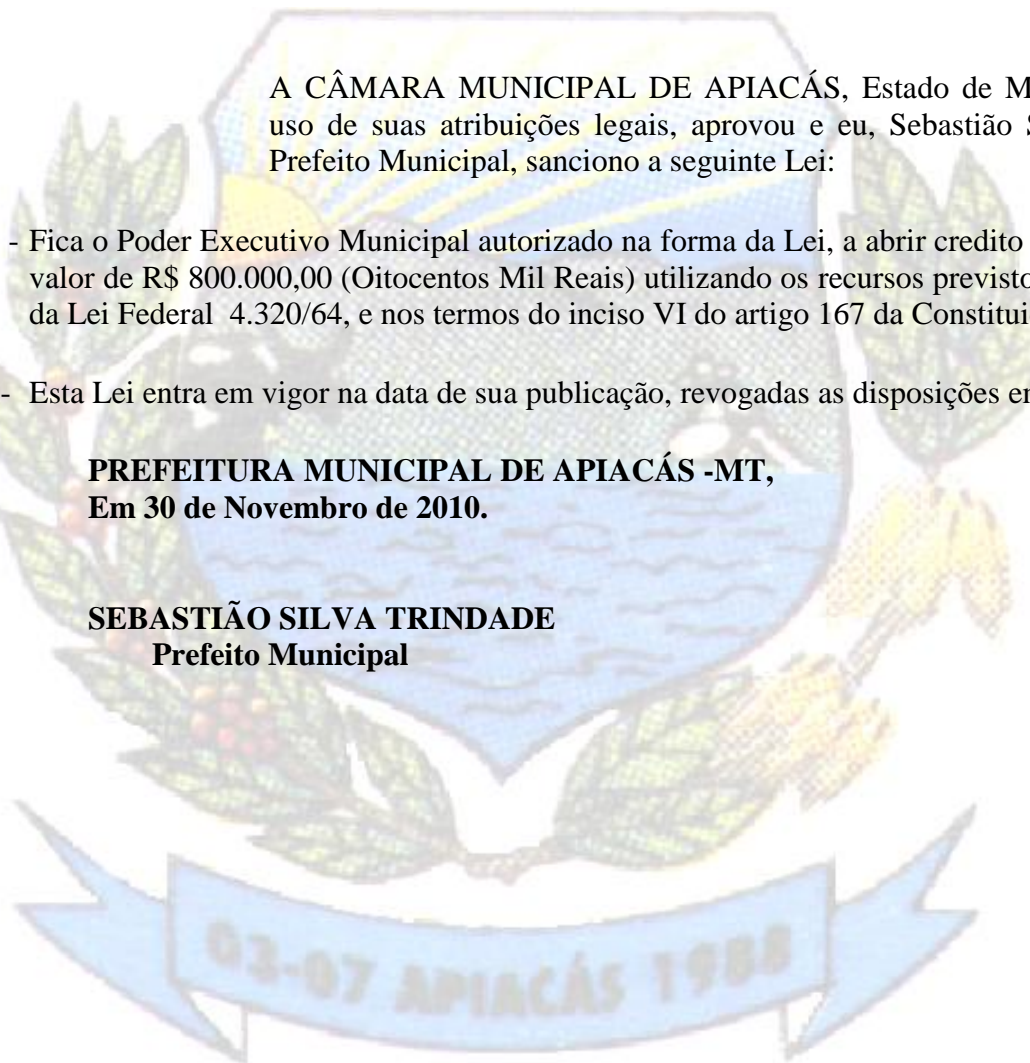 A CÂMARA MUNICIPAL DE APIACÁS, Estado de M
uso de suas atribuições legais, aprovou e eu, Sebastião S
Prefeito Municipal, sanciono a seguinte Lei:
- Fica o Poder Executivo Municipal autorizado na forma da Lei, a abrir credito
valor de R$ 800.000,00 (Oitocentos Mil Reais) utilizando os recursos previsto
da Lei Federal 4.320/64, e nos termos do inciso VI do artigo 167 da Constitui
- Esta Lei entra em vigor na data de sua publicação, revogadas as disposições e
PREFEITURA MUNICIPAL DE APIACÁS -MT,
Em 30 de Novembro de 2010.
SEBASTIÃO SILVA TRINDADE
Prefeito Municipal
03-07 APIACÁS 1988